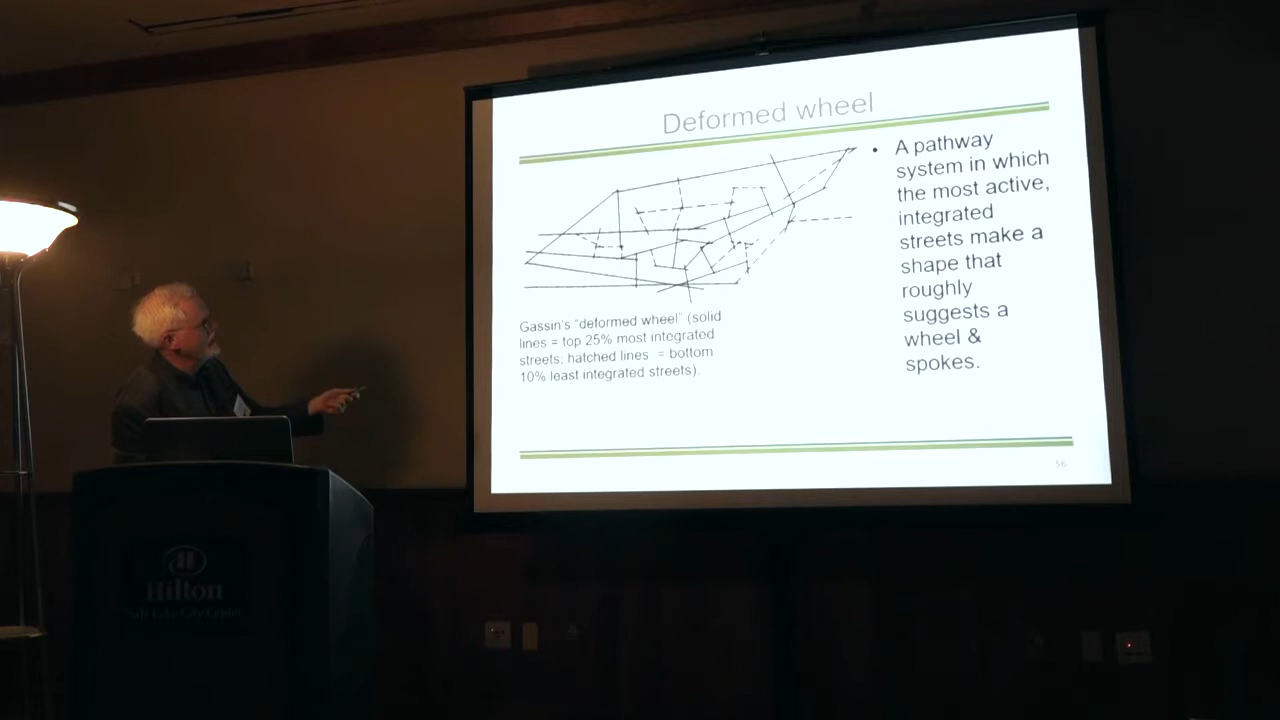 Deformed wheel
• A pathway
system in which
the most active,
integrated
streets make a
shape that
roughly
suggests a
wheel &
spokes.
Gassin's "deformed wheel" (solid
lines = top 25% most integrated
streets; hatched lines = bottom
10% least integrated streets).
56
Hilton
Salt Lake City Center